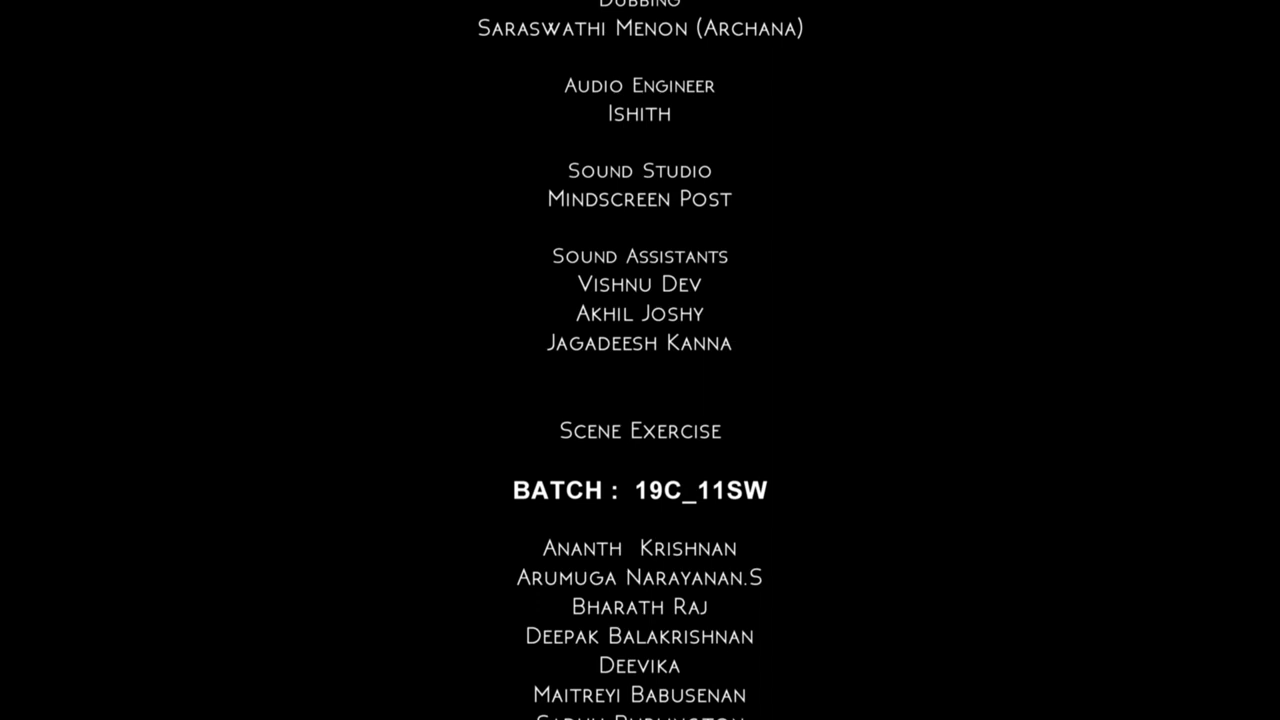 Dubbing
Saraswathi Menon (Archana)
Audio Engineer
Ishith
Sound Studio
Mindscreen Post
Sound Assistants
Vishnu Dev
Akhil Joshy
Jagadeesh Kanna
Scene Exercise
BATCH : 19C_11SW
Ananth Krishnan
Arumuga Narayanan.S
Bharath Raj
Deepak Balakrishnan
Deevika
Maitreyi Babusenan